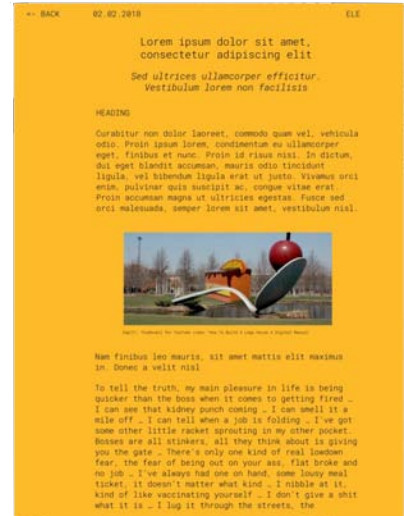 <- BACK 02.02.2018 ELE
Lorem ipsum dolor sit amet,
consectetur adipiscing elit
Sed ultrices ullamcorper efficitur.
Vestibulum lorem non facilisis
HEADING
Curabitur non dolor laoreet, commodo quam vel, vehicula
odio. Proin ipsum lorem, condimentum eu ullamcorper
eget, finibus et nunc. Proin id risus nisi. In dictum,
dui eget blandit accumsan, mauris odio tincidunt
ligula, vel bibendum ligula erat ut justo. Vivamus orci
enim, pulvinar quis suscipit ac, congue vitae erat.
Proin accumsan magna ut ultricies egestas. Fusce sed
orci malesuada, semper lorem sit amet, vestibulum nisl.
Nam finibus leo mauris, sit amet mattis elit maximus
in. Donec a velit nisl
To tell the truth, my main pleasure in life is being
quicker than the boss when it comes to getting fired …
I can see that kidney punch coming … I can smell it a
mile off … I can tell when a job is folding … I've got
some other little racket sprouting in my other pocket.
Bosses are all stinkers, all they think about is giving
you the gate … There's only one kind of real lowdown
fear, the fear of being out on your ass, flat broke and
no job … I've always had one on hand, some lousy meal
ticket, it doesn't matter what kind … I nibble at it,
kind of like vaccinating yourself … I don't give a shit
what it is … I lug it through the streets, the